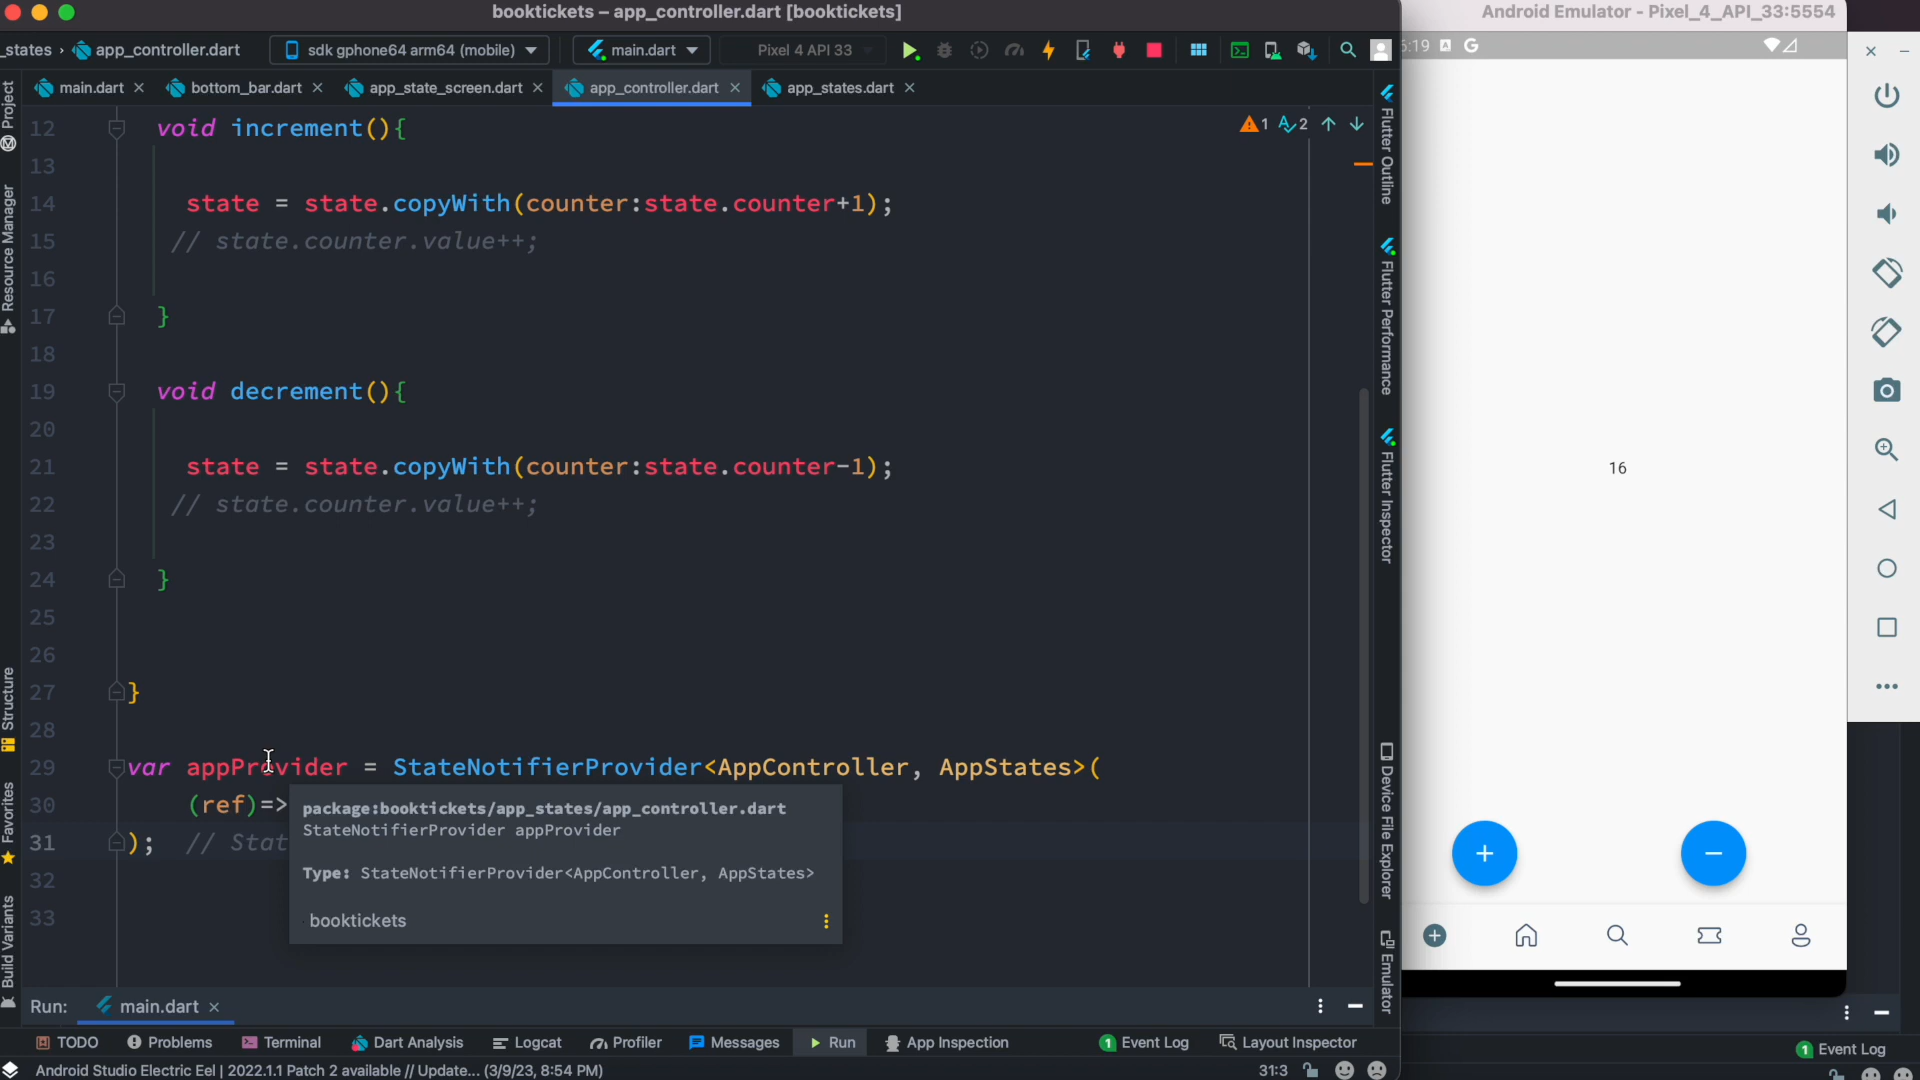 booktickets – app_controller.dart [booktickets]
Android Emulator - Pixel_4_API_33:5554
_states › app_controller.dart
sdk gphone64 arm64 (mobile)
main.dart
Pixel 4 API 33
main.dart
bottom_bar.dart
app_state_screen.dart
app_controller.dart
app_states.dart
12 void increment(){
13
14 state = state.copyWith(counter:state.counter+1);
15 // state.counter.value++;
16
17 }
18
19 void decrement(){
20
21 state = state.copyWith(counter:state.counter-1);
22 // state.counter.value++;
23
24 }
25
26
27 }
28
29 var appProvider = StateNotifierProvider<AppController, AppStates>(
30 (ref)=>
31 ); // Stat
32
33
package:booktickets/app_states/app_controller.dart
StateNotifierProvider appProvider
Type: StateNotifierProvider<AppController, AppStates>
booktickets
1 2
Project
Resource Manager
Structure
Favorites
Build Variants
Flutter Outline
Flutter Performance
Flutter Inspector
Device File Explorer
Emulator
:19 A G
16
+
−
Run: main.dart
TODO
Problems
Terminal
Dart Analysis
Logcat
Profiler
Messages
Run
App Inspection
1 Event Log
Layout Inspector
1 Event Log
Android Studio Electric Eel | 2022.1.1 Patch 2 available // Update... (3/9/23, 8:54 PM)
31:3